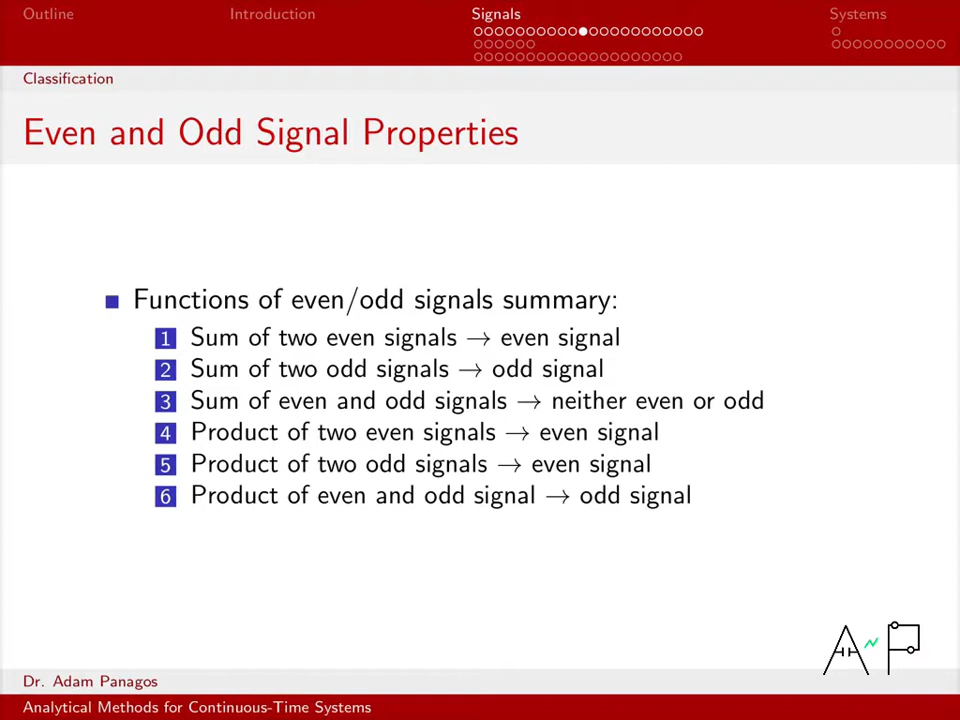 Outline Introduction Signals Systems
Classification
Even and Odd Signal Properties
Functions of even/odd signals summary:
1 Sum of two even signals → even signal
2 Sum of two odd signals → odd signal
3 Sum of even and odd signals → neither even or odd
4 Product of two even signals → even signal
5 Product of two odd signals → even signal
6 Product of even and odd signal → odd signal
A P
Dr. Adam Panagos
Analytical Methods for Continuous-Time Systems